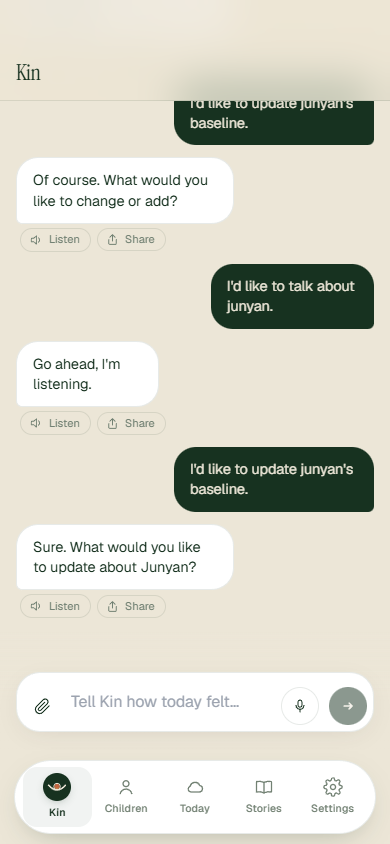 Kin
I'd like to update junyan's
baseline.
Of course. What would you
like to change or add?
Listen
Share
I'd like to talk about
junyan.
Go ahead, I'm
listening.
Listen
Share
I'd like to update junyan's
baseline.
Sure. What would you like
to update about Junyan?
Listen
Share
Tell Kin how today felt...
Kin
Children
Today
Stories
Settings